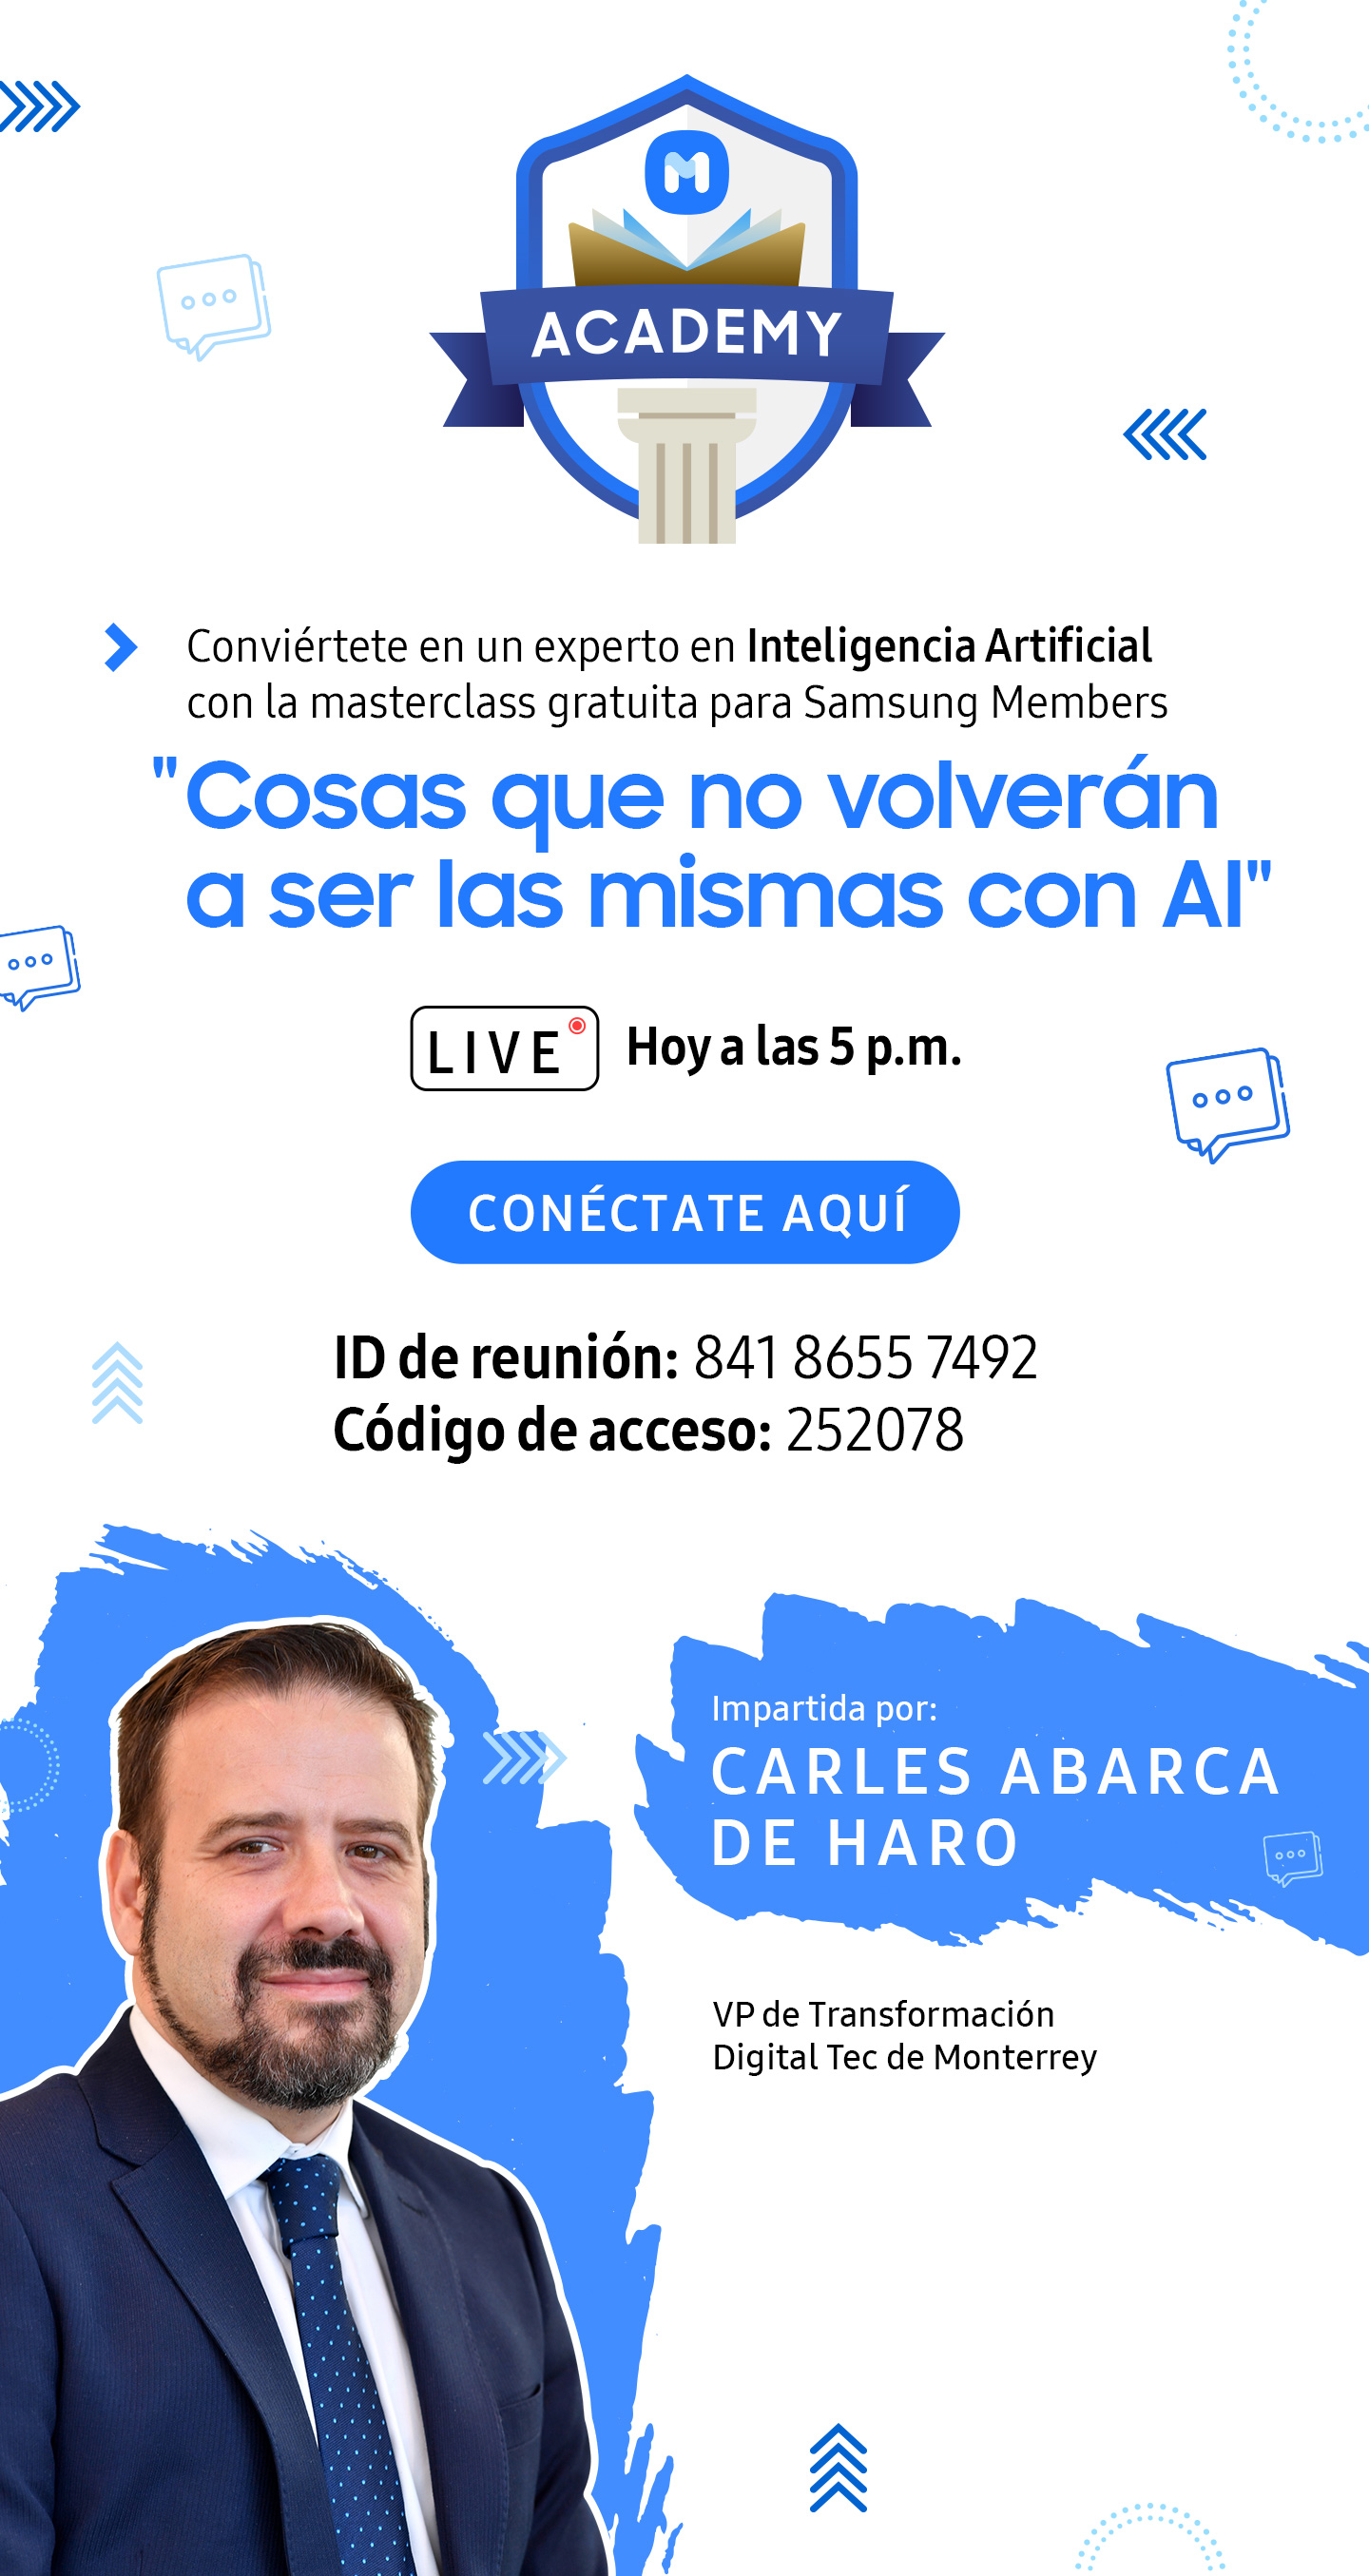 M
ACADEMY
Conviértete en un experto en Inteligencia Artificial
con la masterclass gratuita para Samsung Members
"Cosas que no volverán
a ser las mismas con AI"
LIVE Hoy a las 5 p.m.
CONÉCTATE AQUÍ
ID de reunión: 841 8655 7492
Código de acceso: 252078
Impartida por:
CARLES ABARCA
DE HARO
VP de Transformación
Digital Tec de Monterrey